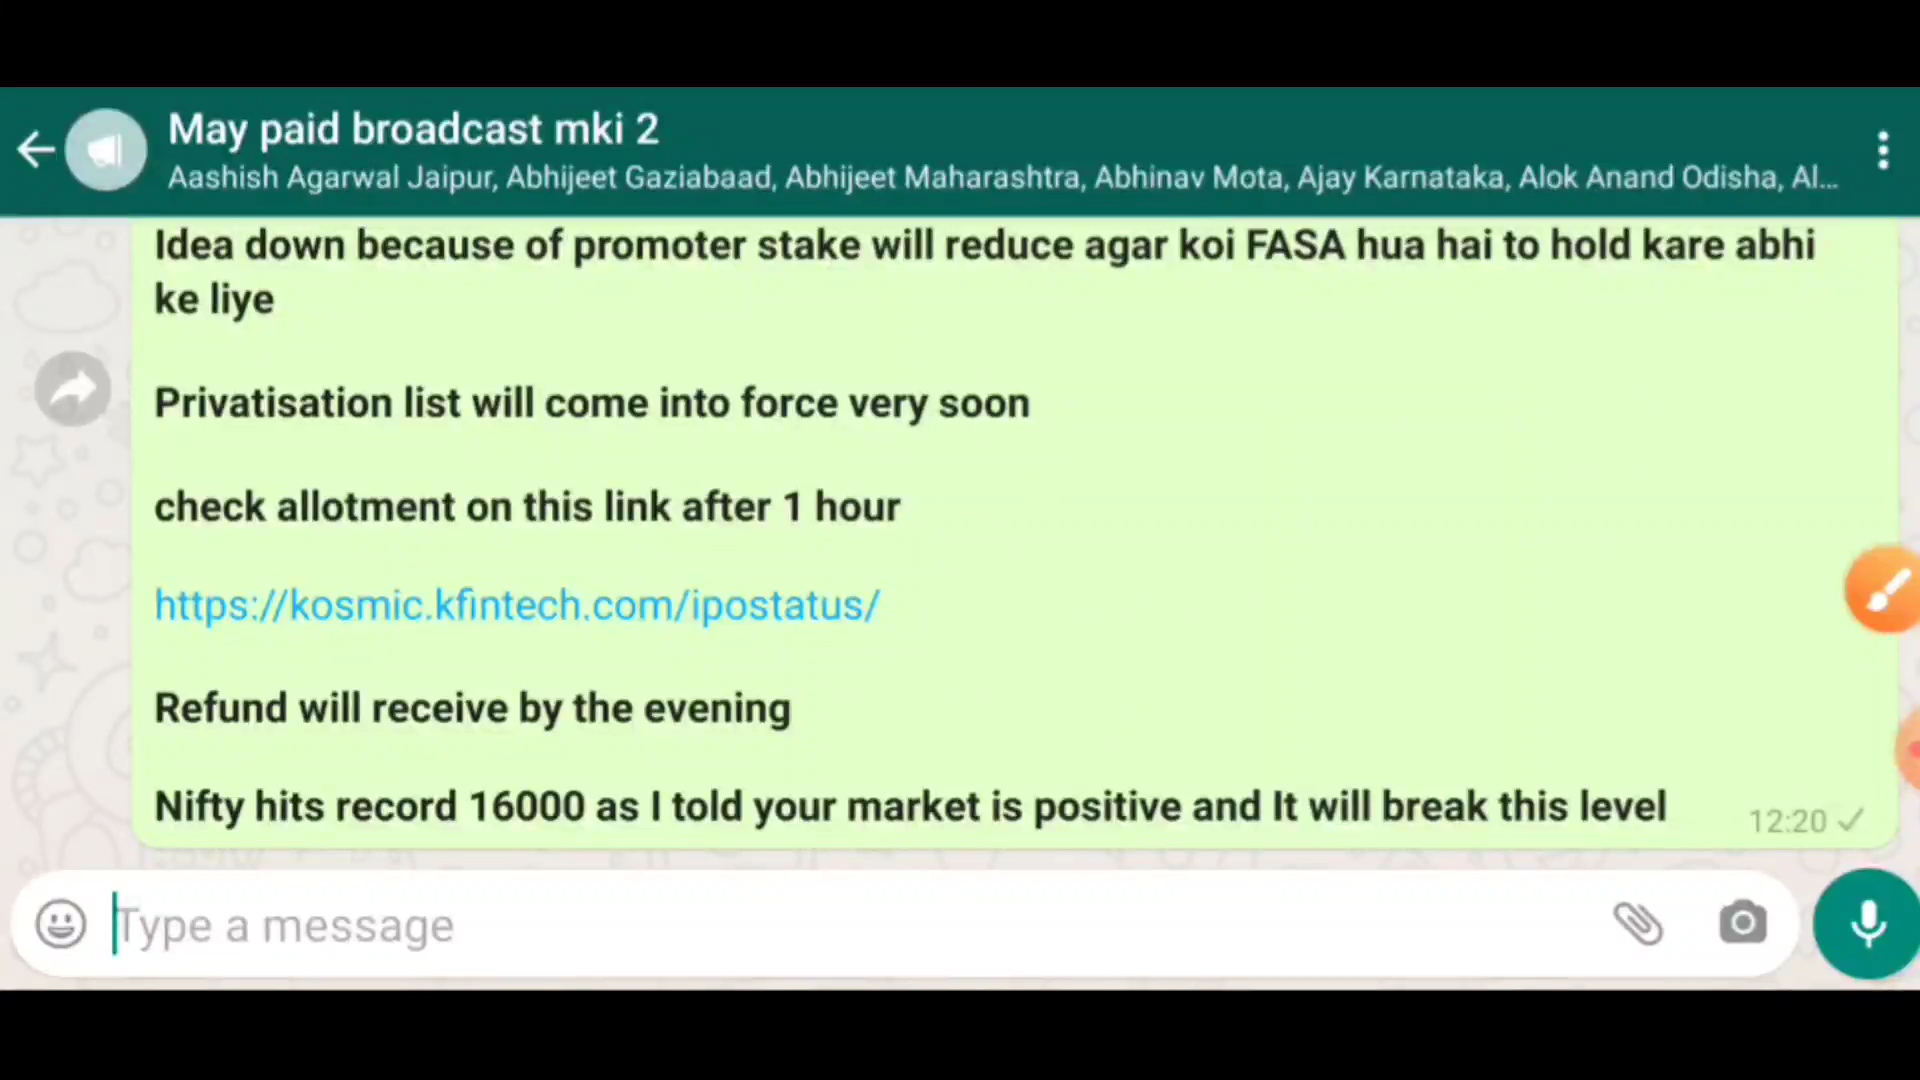 May paid broadcast mki 2
Aashish Agarwal Jaipur, Abhijeet Gaziabaad, Abhijeet Maharashtra, Abhinav Mota, Ajay Karnataka, Alok Anand Odisha, Al...
Idea down because of promoter stake will reduce agar koi FASA hua hai to hold kare abhi
ke liye
Privatisation list will come into force very soon
check allotment on this link after 1 hour
https://kosmic.kfintech.com/ipostatus/
Refund will receive by the evening
Nifty hits record 16000 as I told your market is positive and It will break this level
12:20
Type a message